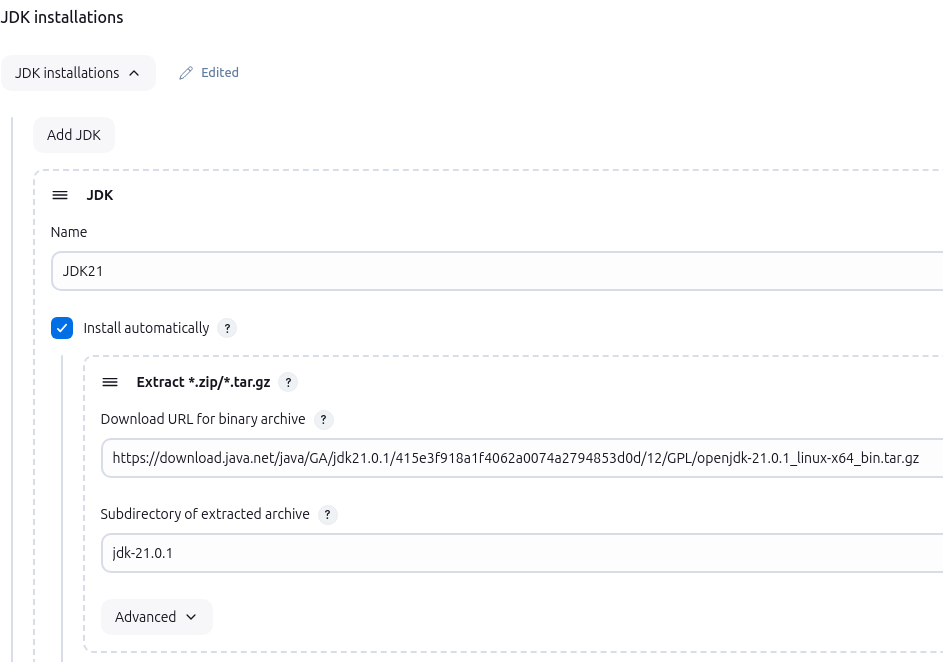 JDK installations
JDK installations
Edited
Add JDK
JDK
Name
JDK21
Install automatically ?
Extract *.zip/*.tar.gz ?
Download URL for binary archive ?
https://download.java.net/java/GA/jdk21.0.1/415e3f918a1f4062a0074a2794853d0d/12/GPL/openjdk-21.0.1_linux-x64_bin.tar.gz
Subdirectory of extracted archive ?
jdk-21.0.1
Advanced